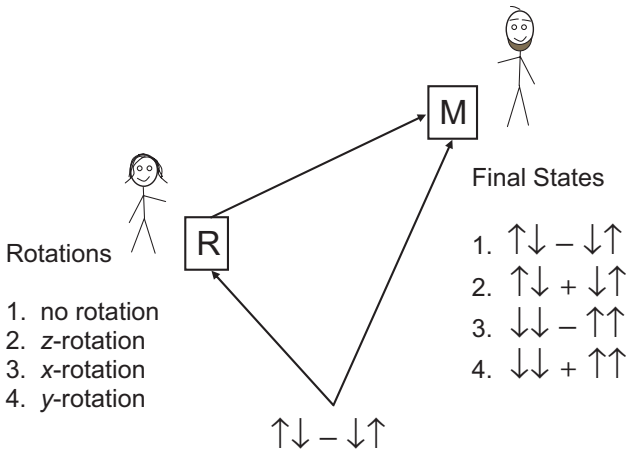 M
Final States
R
Rotations
1. ↑↓ – ↓↑
2. ↑↓ + ↓↑
3. ↓↓ – ↑↑
4. ↓↓ + ↑↑
1. no rotation
2. z-rotation
3. x-rotation
4. y-rotation
↑↓ – ↓↑